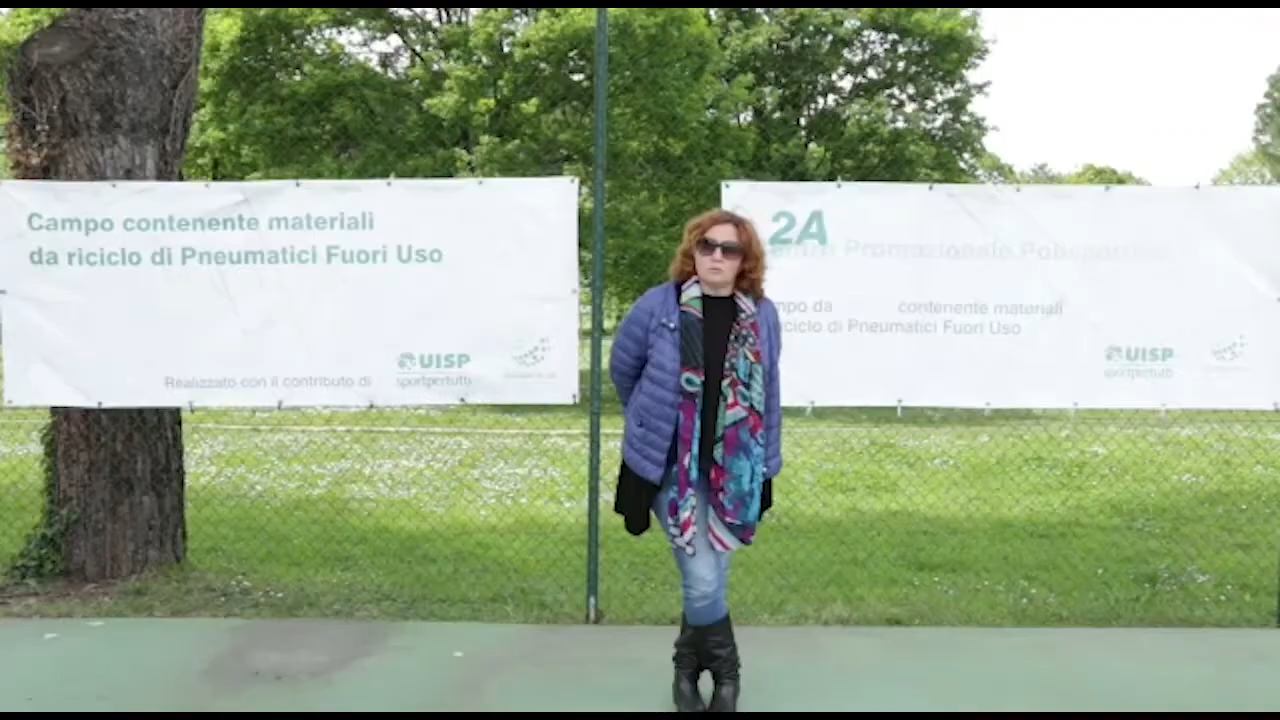 Campo contenente materiali
da riciclo di Pneumatici Fuori Uso
Realizzato con il contributo di
UISP
sportpertutti
2A
Promozionale
contenente materiali
di Pneumatici Fuori Uso
UISP
sportpertutti